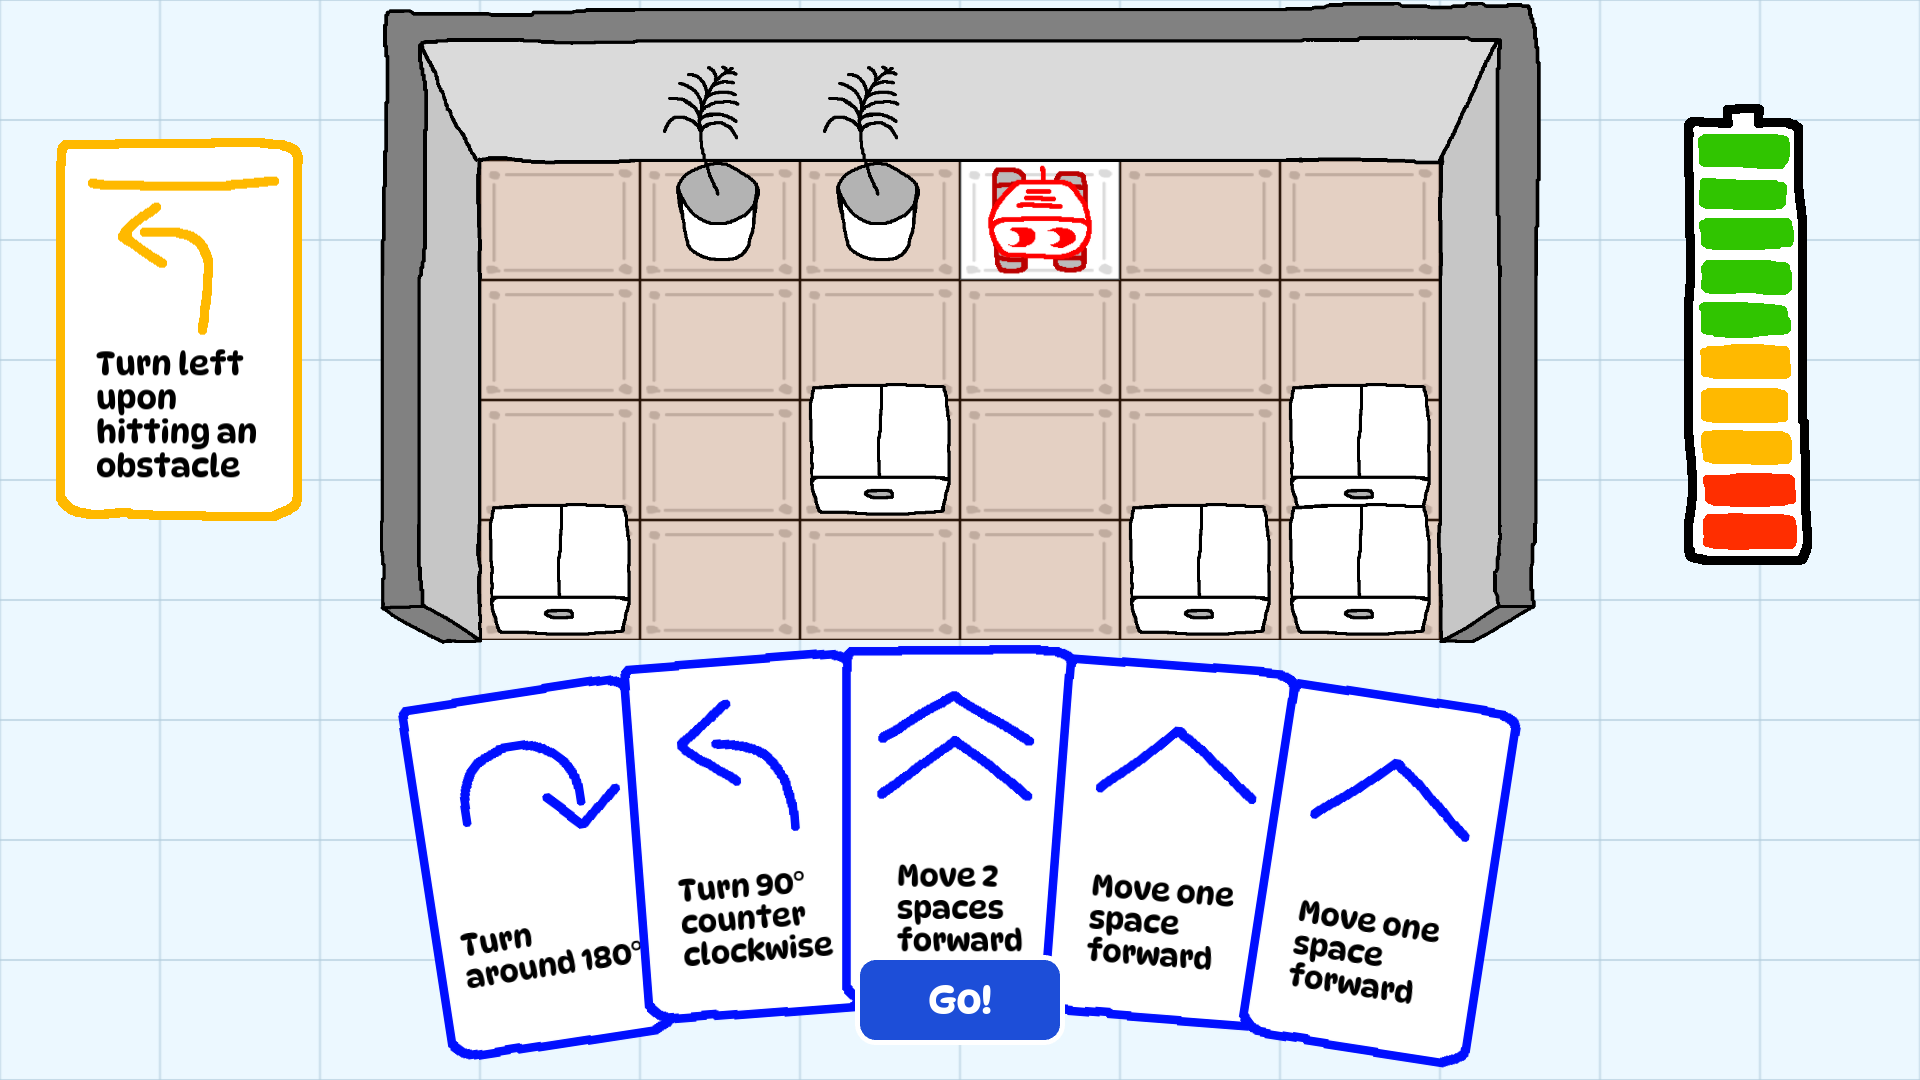 Turn left
upon
hitting an
obstacle
Turn
around 180°
Turn 90°
counter
clockwise
Move 2
spaces
forward
Move one
space
forward
Move one
space
forward
Go!